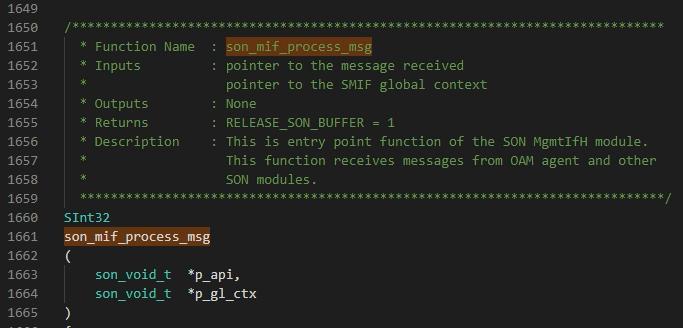 1649
1650 /*****************************************************************************
1651   * Function Name  : son_mif_process_msg
1652   * Inputs         : pointer to the message received
1653   *                  pointer to the SMIF global context
1654   * Outputs        : None
1655   * Returns        : RELEASE_SON_BUFFER = 1
1656   * Description    : This is entry point function of the SON MgmtIfH module.
1657   *                  This function receives messages from OAM agent and other
1658   *                  SON modules.
1659   ****************************************************************************/
1660 SInt32
1661 son_mif_process_msg
1662 (
1663     son_void_t  *p_api,
1664     son_void_t  *p_gl_ctx
1665 )